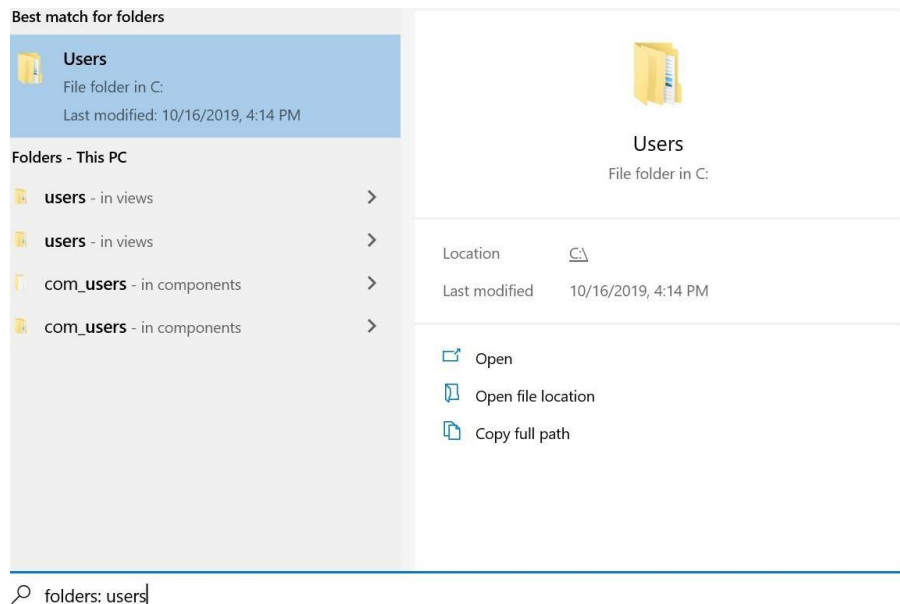 Best match for folders
Users
File folder in C:
Last modified: 10/16/2019, 4:14 PM
Folders - This PC
users - in views
users - in views
com_users - in components
com_users - in components
Users
File folder in C:
Location C:\
Last modified 10/16/2019, 4:14 PM
Open
Open file location
Copy full path
folders: users